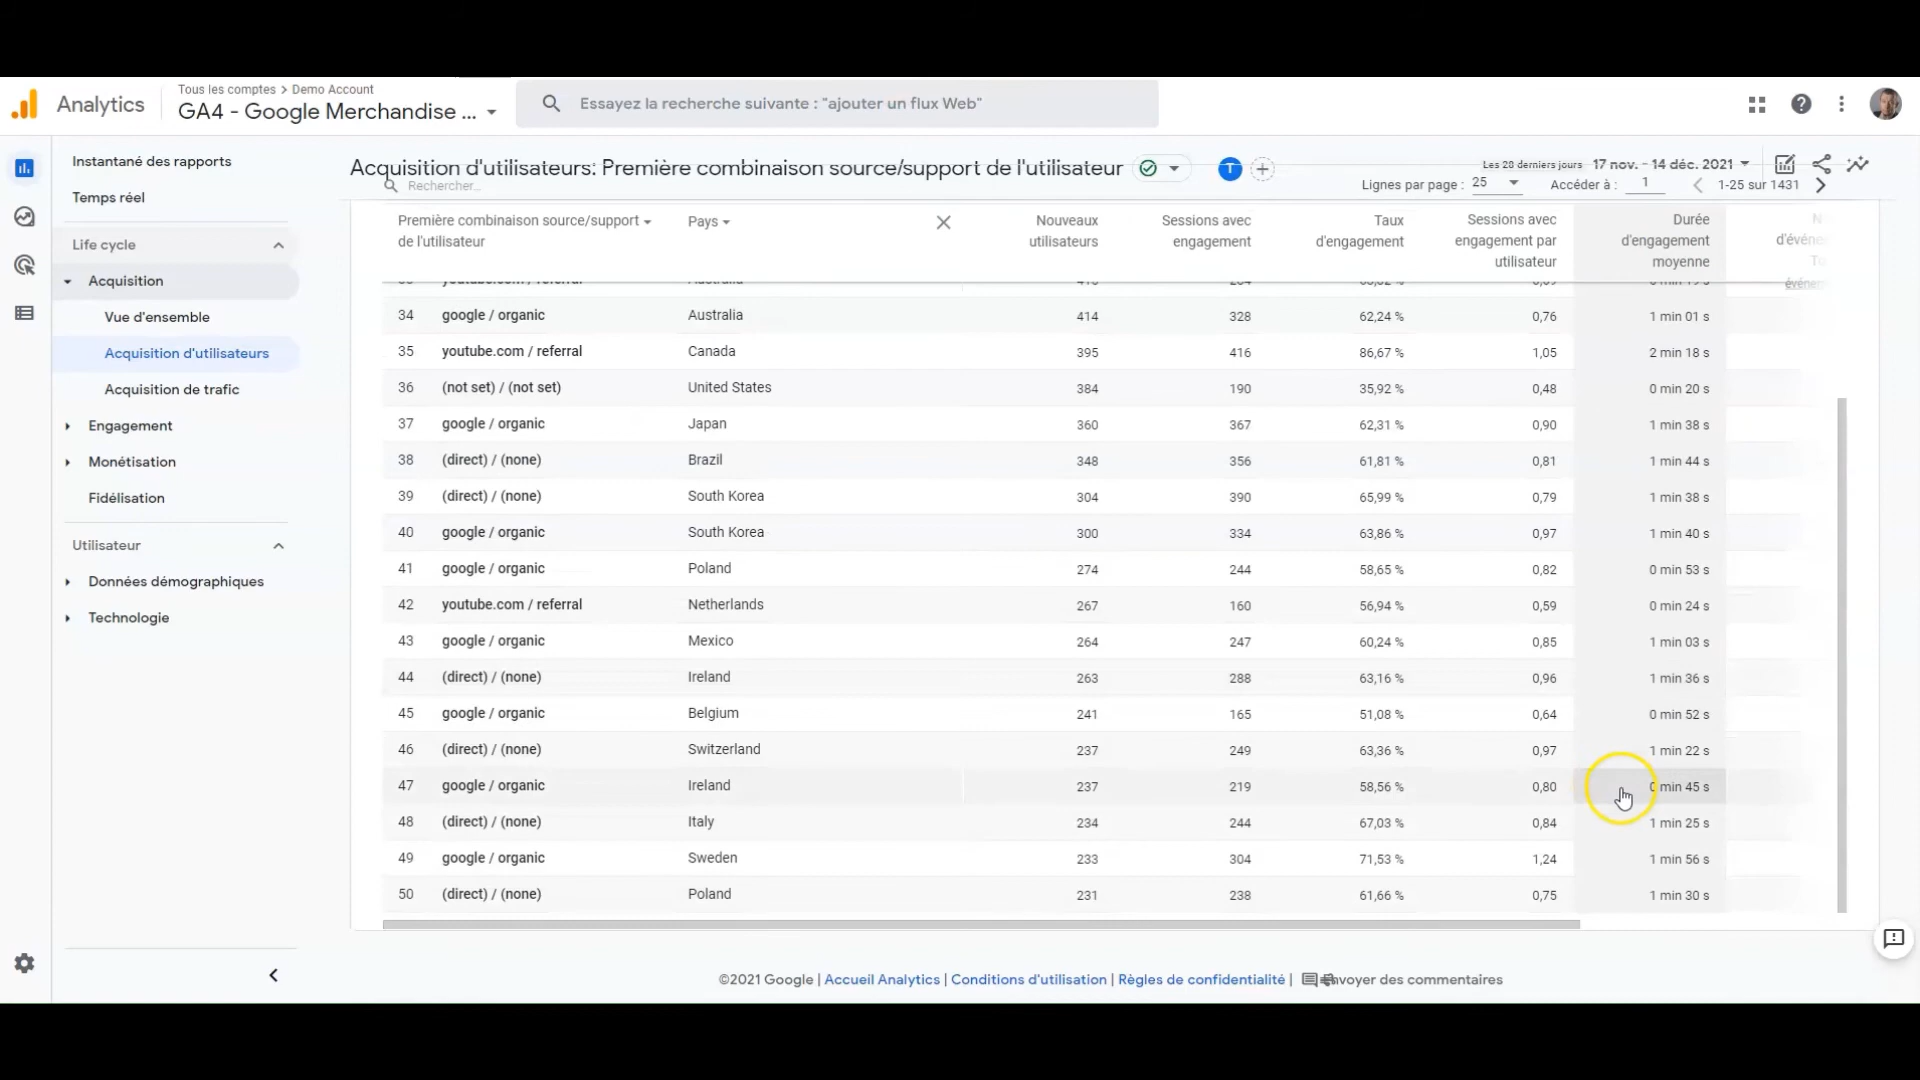 Analytics
Tous les comptes > Demo Account
GA4 - Google Merchandise ...
Essayez la recherche suivante : "ajouter un flux Web"
Instantané des rapports
Temps réel
Life cycle
Acquisition
Vue d'ensemble
Acquisition d'utilisateurs
Acquisition de trafic
Engagement
Monétisation
Fidélisation
Utilisateur
Données démographiques
Technologie
Acquisition d'utilisateurs: Première combinaison source/support de l'utilisateur
T
Les 28 derniers jours 17 nov. - 14 déc. 2021
Rechercher...
Lignes par page : 25 Accéder à : 1 1-25 sur 1431
Première combinaison source/support de l'utilisateur
Pays
Nouveaux utilisateurs
Sessions avec engagement
Taux d'engagement
Sessions avec engagement par utilisateur
Durée d'engagement moyenne
34 google / organic Australia 414 328 62,24 % 0,76 1 min 01 s
35 youtube.com / referral Canada 395 416 86,67 % 1,05 2 min 18 s
36 (not set) / (not set) United States 384 190 35,92 % 0,48 0 min 20 s
37 google / organic Japan 360 367 62,31 % 0,90 1 min 38 s
38 (direct) / (none) Brazil 348 356 61,81 % 0,81 1 min 44 s
39 (direct) / (none) South Korea 304 390 65,99 % 0,79 1 min 38 s
40 google / organic South Korea 300 334 63,86 % 0,97 1 min 40 s
41 google / organic Poland 274 244 58,65 % 0,82 0 min 53 s
42 youtube.com / referral Netherlands 267 160 56,94 % 0,59 0 min 24 s
43 google / organic Mexico 264 247 60,24 % 0,85 1 min 03 s
44 (direct) / (none) Ireland 263 288 63,16 % 0,96 1 min 36 s
45 google / organic Belgium 241 165 51,08 % 0,64 0 min 52 s
46 (direct) / (none) Switzerland 237 249 63,36 % 0,97 1 min 22 s
47 google / organic Ireland 237 219 58,56 % 0,80 0 min 45 s
48 (direct) / (none) Italy 234 244 67,03 % 0,84 1 min 25 s
49 google / organic Sweden 233 304 71,53 % 1,24 1 min 56 s
50 (direct) / (none) Poland 231 238 61,66 % 0,75 1 min 30 s
©2021 Google | Accueil Analytics | Conditions d'utilisation | Règles de confidentialité | Envoyer des commentaires